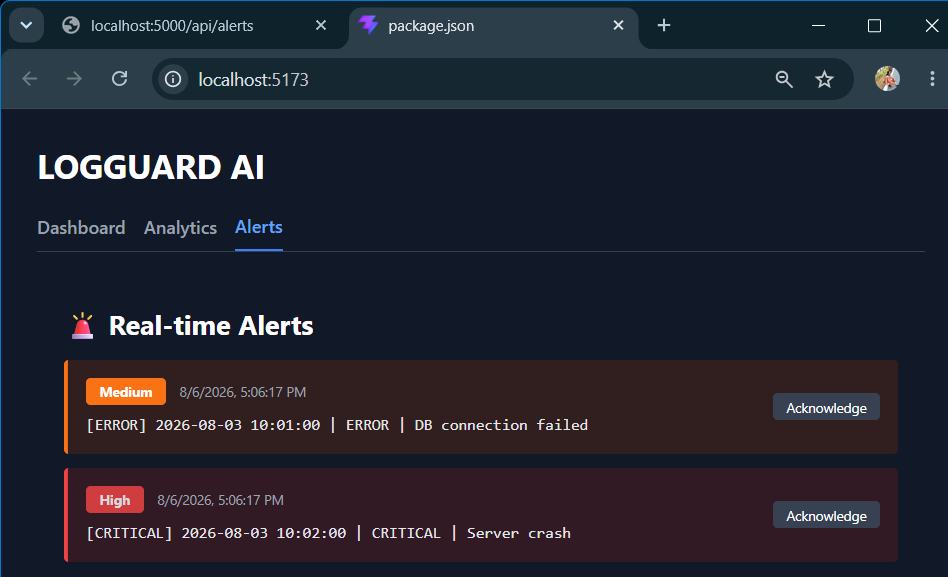 localhost:5000/api/alerts
package.json
localhost:5173
LOGGUARD AI
Dashboard Analytics Alerts
Real-time Alerts
Medium 8/6/2026, 5:06:17 PM
Acknowledge
[ERROR] 2026-08-03 10:01:00 | ERROR | DB connection failed
High 8/6/2026, 5:06:17 PM
Acknowledge
[CRITICAL] 2026-08-03 10:02:00 | CRITICAL | Server crash